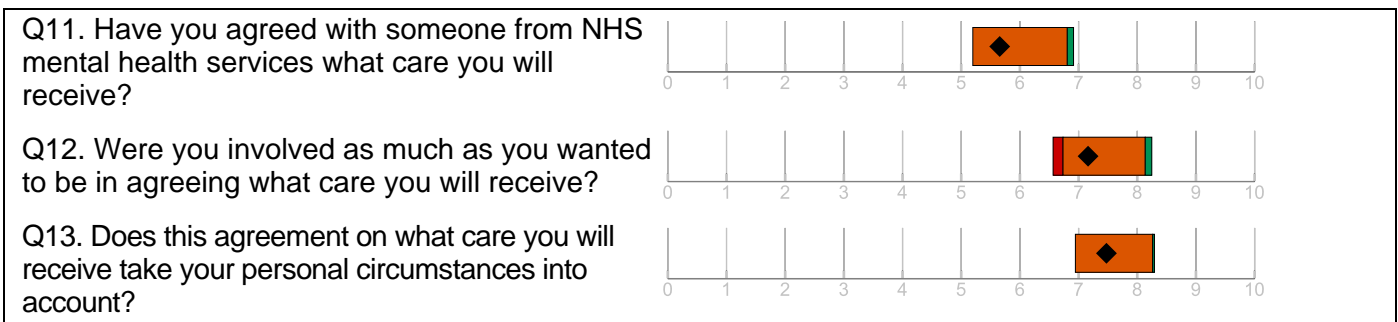 Q11. Have you agreed with someone from NHS
mental health services what care you will
receive?
0 1 2 3 4 5 6 7 8 9 10
Q12. Were you involved as much as you wanted
to be in agreeing what care you will receive?
0 1 2 3 4 5 6 7 8 9 10
Q13. Does this agreement on what care you will
receive take your personal circumstances into
account?
0 1 2 3 4 5 6 7 8 9 10